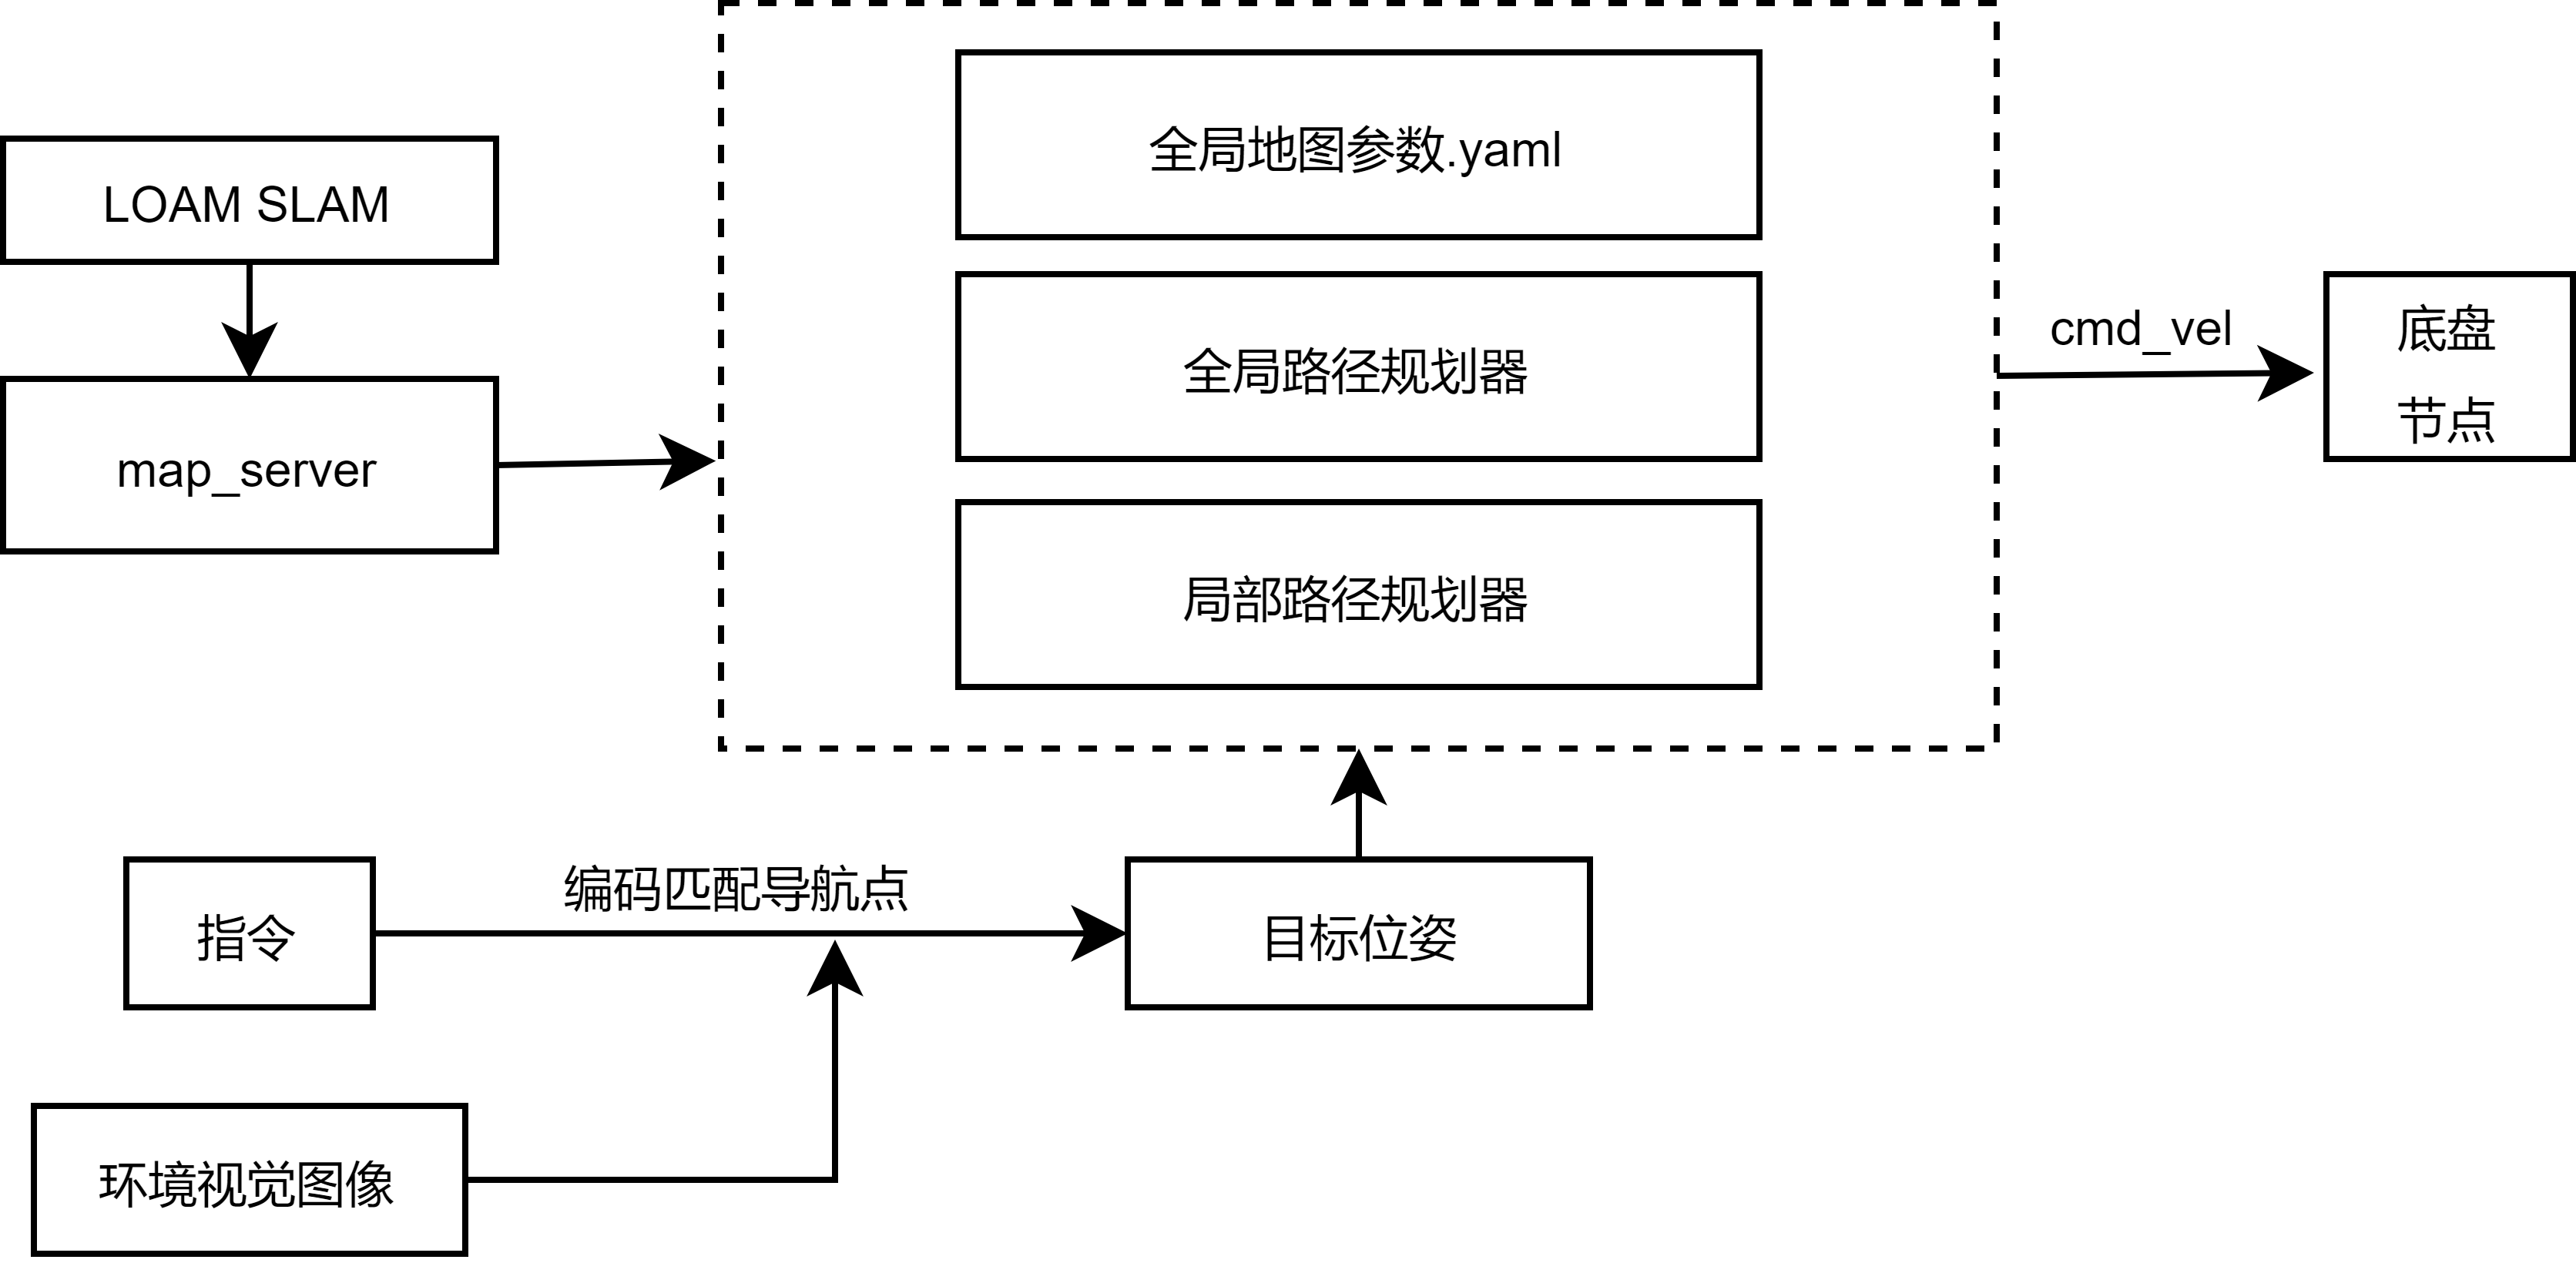 全局地图参数.yaml
LOAM SLAM
全局路径规划器
map_server
局部路径规划器
cmd_vel
底盘
节点
编码匹配导航点
指令
目标位姿
环境视觉图像